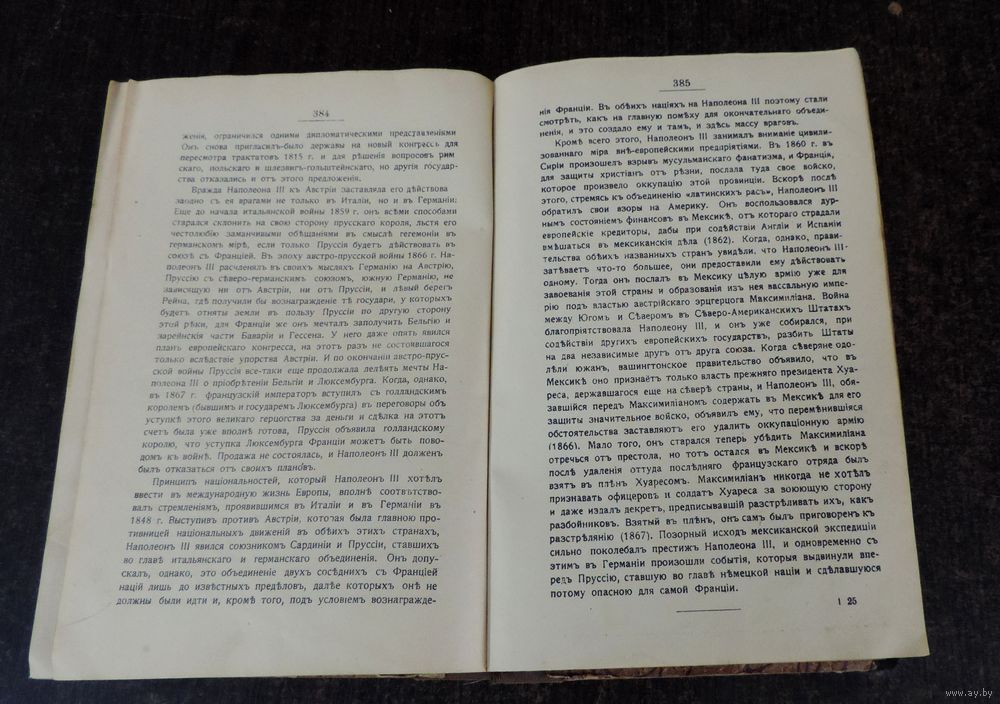 384
женія, ограничился одними дипломатическими представленіями
Онъ снова пригласилъ-было державы на новый конгрессъ для
пересмотра трактатовъ 1815 г. и для рѣшенія вопросовъ рим
скаго, польскаго и шлезвигъ-гольштейнскаго, но другія государ-
ства отказались и отъ этого предложенія.
Вражда Наполеона III къ Австріи заставляла его дѣйствова
заодно съ ея врагами не только въ Италіи, но и въ Германіи:
Еще до начала итальянской войны 1859 г. онъ всѣми способами
старался склонить на свою сторону прусскаго короля, льстя его
честолюбію заманчивыми обѣщаніями въ смыслѣ гегемоніи въ
германскомъ мірѣ, если только Пруссія будетъ дѣйствовать въ
союзѣ съ Франціей. Въ эпоху австро-прусской войны 1866 г. На-
полеонъ III расчленялъ въ своихъ мысляхъ Германію на Австрію,
Пруссію съ сѣверо-германскимъ союзомъ, южную Германію, не
зависящую ни отъ Австріи, ни отъ Пруссіи, и лѣвый берегъ
Рейна, гдѣ получили бы вознагражденіе тѣ государи, у которыхъ
будетъ отняты земли въ пользу Пруссіи по другую сторону
этой рѣки, для Франціи же онъ мечталъ заполучить Бельгію и
зарейнскія части Баваріи и Гессена. У него даже опять явился
планъ европейскаго конгресса, на этотъ разъ не состоявшагося
только вслѣдствіе упорства Австріи. И по окончаніи австро-прус-
ской войны Пруссія все-таки еще продолжала лелѣять мечты На-
полеона III о пріобрѣтеніи Бельгіи и Люксембурга. Когда, однако,
въ 1867 г. французскій императоръ вступилъ съ голландскимъ
королемъ (бывшимъ и государемъ Люксембурга) въ переговоры объ
уступкѣ этого великаго герцогства за деньги и сдѣлка на этотъ
счетъ была уже вполнѣ готова, Пруссія объявила голландскому
королю, что уступка Люксембурга Франціи можетъ быть пово-
домъ къ войнѣ. Продажа не состоялась, и Наполеонъ III долженъ
былъ отказаться отъ своихъ плановъ.
Принципъ національностей, который Наполеонъ III хотѣлъ
ввести въ международную жизнь Европы, вполнѣ соотвѣтство-
валъ стремленіямъ, проявившимся въ Италіи и въ Германіи въ
1848 г. Выступивъ противъ Австріи, которая была главною про-
тивницей національныхъ движеній въ обѣихъ этихъ странахъ,
Наполеонъ III явился союзникомъ Сардиніи и Пруссіи, ставшихъ
во главѣ итальянскаго и германскаго объединенія. Онъ допу-
скалъ, однако, это объединеніе двухъ сосѣднихъ съ Франціей
націй лишь до извѣстныхъ предѣловъ, далѣе которыхъ онѣ не
должны были идти и, кромѣ того, подъ условіемъ вознагражде-
385
нія Франціи. Въ обѣихъ націяхъ на Наполеона III поэтому стали
смотрѣть, какъ на главную помѣху для окончательнаго объеди-
ненія, и это создало ему и тамъ, и здѣсь массу враговъ.
Кромѣ всего этого, Наполеонъ III занималъ вниманіе цивили-
зованнаго міра внѣ-европейскими предпріятіями. Въ 1860 г. въ
Сиріи произошелъ взрывъ мусульманскаго фанатизма, и Франція,
для защиты христіанъ отъ рѣзни, послала туда свое войско,
которое произвело оккупацію этой провинціи. Вскорѣ послѣ
этого, стремясь къ объединенію «латинскихъ расъ», Наполеонъ III
обратилъ свои взоры на Америку. Онъ воспользовался дур-
нымъ состояніемъ финансовъ въ Мексикѣ, отъ котораго страдали
европейскіе кредиторы, дабы при содѣйствіи Англіи и Испаніи
вмѣшаться въ мексиканскія дѣла (1862). Когда, однако, прави-
тельства обѣихъ названныхъ странъ увидѣли, что Наполеонъ III-
затѣваетъ что-то большее, они предоставили ему дѣйствовать
одному. Тогда онъ послалъ въ Мексику цѣлую армію уже для
завоеванія этой страны и образованія изъ нея вассальную импе-
рію подъ властью австрійскаго эрцгерцога Максимиліана. Война
между Югомъ и Сѣверомъ въ Сѣверо-Американскихъ Штатахъ
благопріятствовала Наполеону III, и онъ уже собирался, при
содѣйствіи другихъ европейскихъ государствъ, разбить Штаты
на два независимые другъ отъ друга союза. Когда сѣверяне одо-
лѣли южанъ, вашингтонское правительство объявило, что въ
Мексикѣ оно признаётъ только власть прежняго президента Хуа-
реса, державшагося еще на сѣверѣ страны, и Наполеонъ III, обя-
завшійся передъ Максимиліаномъ содержать въ Мексикѣ для его
защиты значительное войско, объявилъ ему, что перемѣнившіяся
обстоятельства заставляютъ его удалить оккупаціонную армію
(1866). Мало того, онъ старался теперь убѣдить Максимиліана
отречься отъ престола, но тотъ остался въ Мексикѣ и вскорѣ
послѣ удаленія оттуда послѣдняго французскаго отряда былъ
взятъ въ плѣнъ Хуаресомъ. Максимиліанъ никогда не хотѣлъ
признавать офицеровъ и солдатъ Хуареса за воюющую сторону
и даже издалъ декретъ, предписывавшій разстрѣливать ихъ, какъ
разбойниковъ. Взятый въ плѣнъ, онъ самъ былъ приговоренъ къ
разстрѣлянію (1867). Позорный исходъ мексиканской экспедиціи
сильно поколебалъ престижъ Наполеона III, и одновременно съ
этимъ въ Германіи произошли событія, которыя выдвинули впе-
редъ Пруссію, ставшую во главѣ нѣмецкой націи и сдѣлавшуюся
потому опасною для самой Франціи.
I 25
www.ay.by